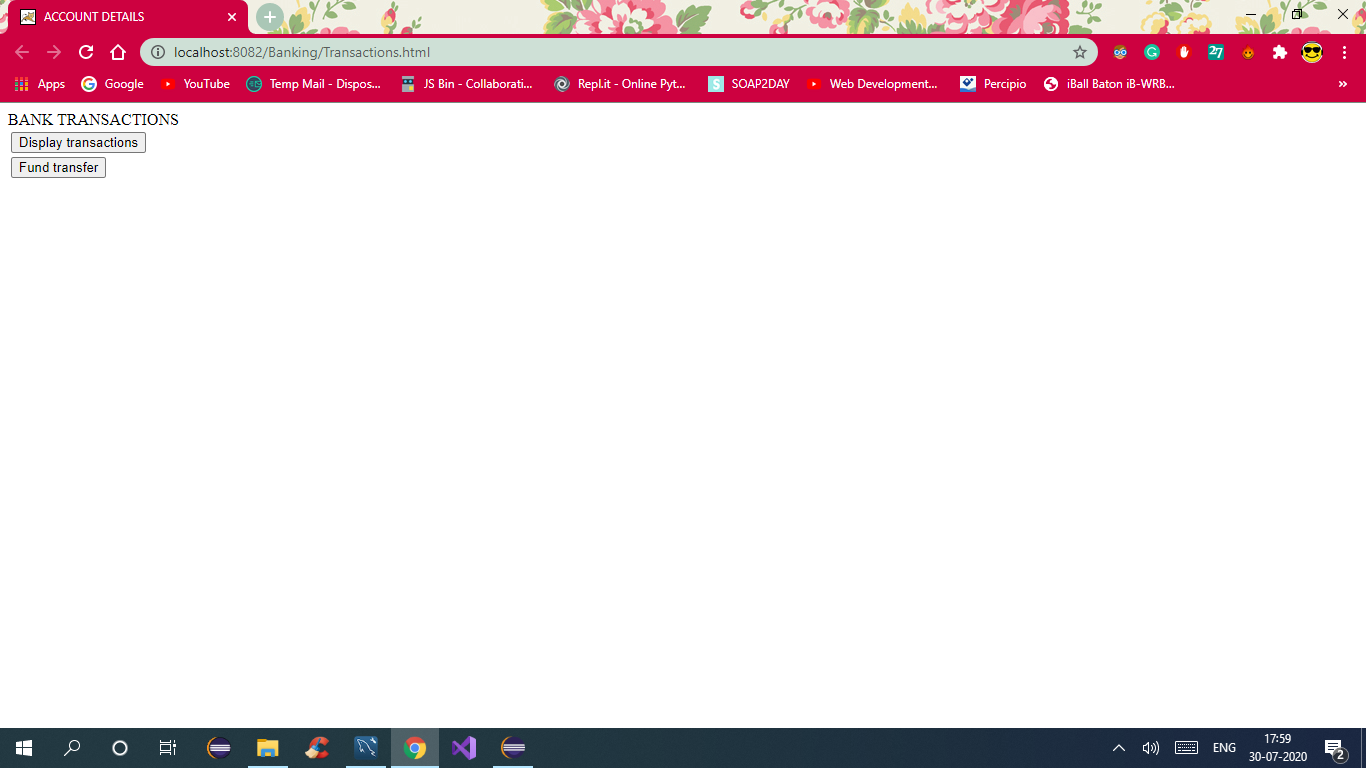 ACCOUNT DETAILS
localhost:8082/Banking/Transactions.html
27
Apps Google YouTube Temp Mail - Dispos... JS Bin - Collaborati... Repl.it - Online Pyt... S SOAP2DAY Web Development... Percipio iBall Baton iB-WRB... »
BANK TRANSACTIONS
Display transactions
Fund transfer
ENG 17:59
30-07-2020
2